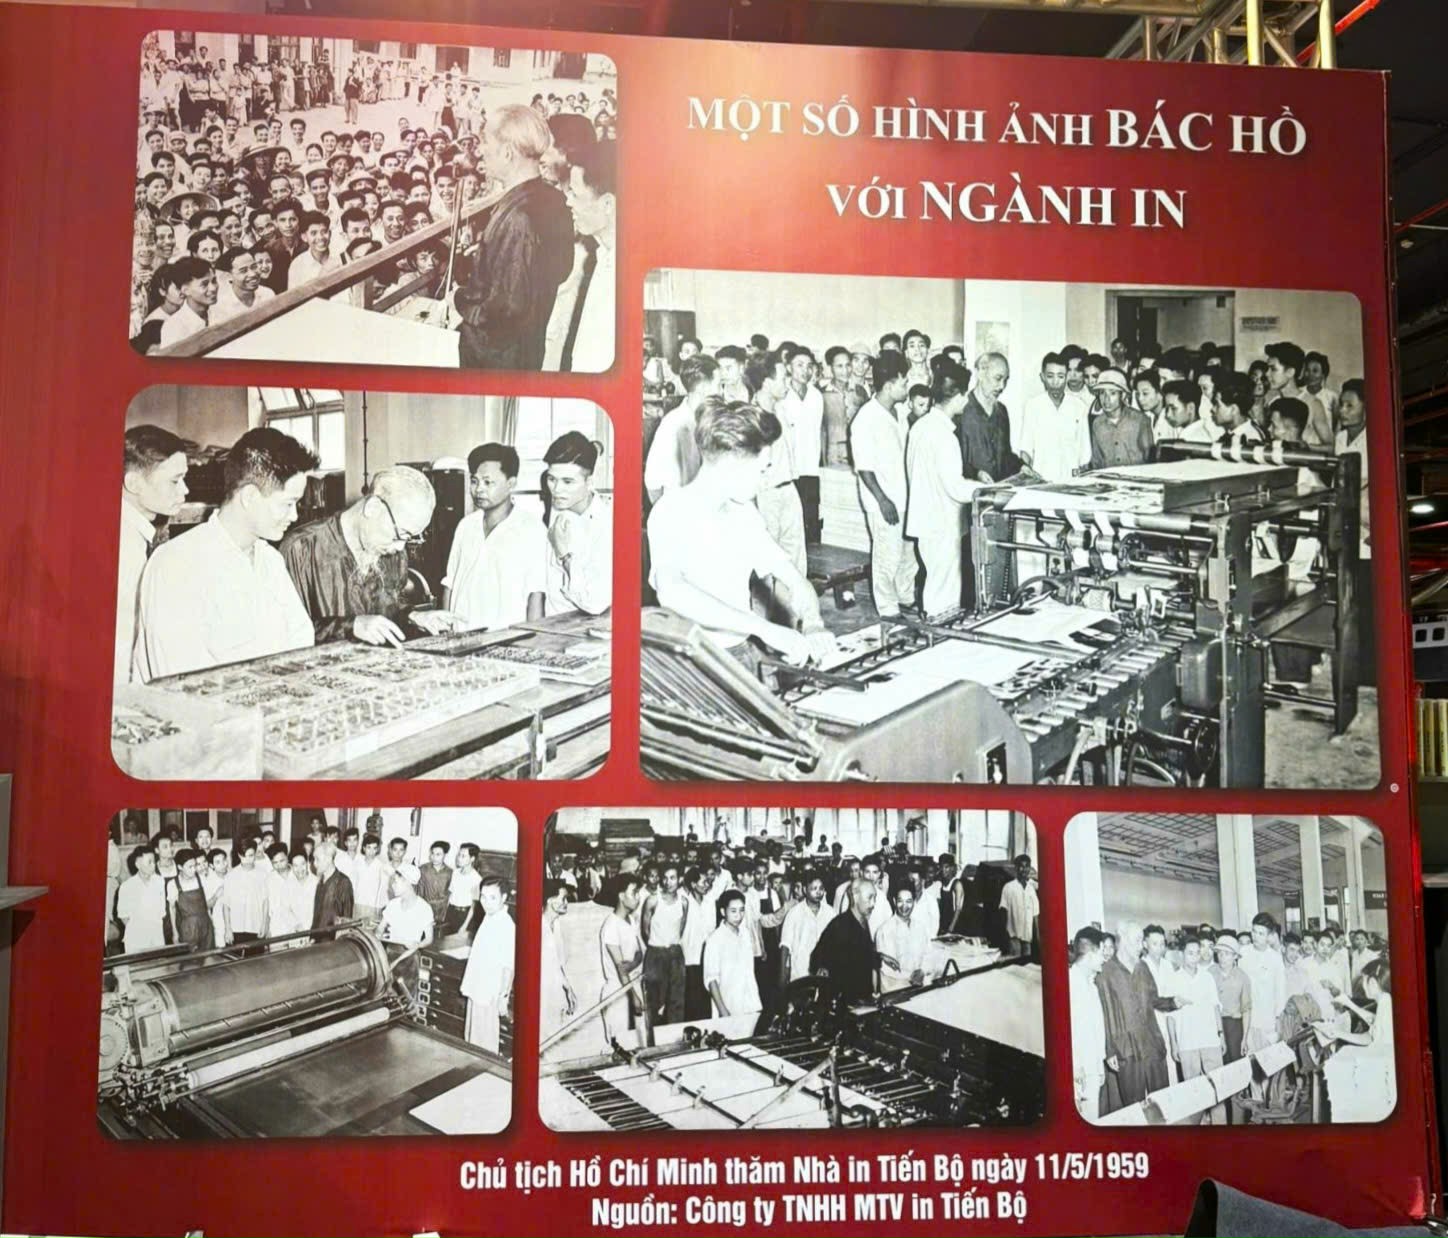 MỘT SỐ HÌNH ẢNH BÁC HỒ
VỚI NGÀNH IN
Chủ tịch Hồ Chí Minh thăm Nhà in Tiến Bộ ngày 11/5/1959
Nguồn: Công ty TNHH MTV in Tiến Bộ